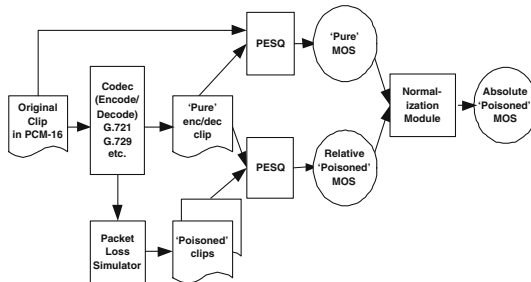 Original
Clip
in PCM-16
Codec
(Encode/
Decode)
G.721
G.729
etc.
Packet
Loss
Simulator
'Pure'
enc/dec
clip
'Poisoned'
clips
PESQ
PESQ
'Pure'
MOS
Relative
'Poisoned'
MOS
Normal-
ization
Module
Absolute
'Poisoned'
MOS